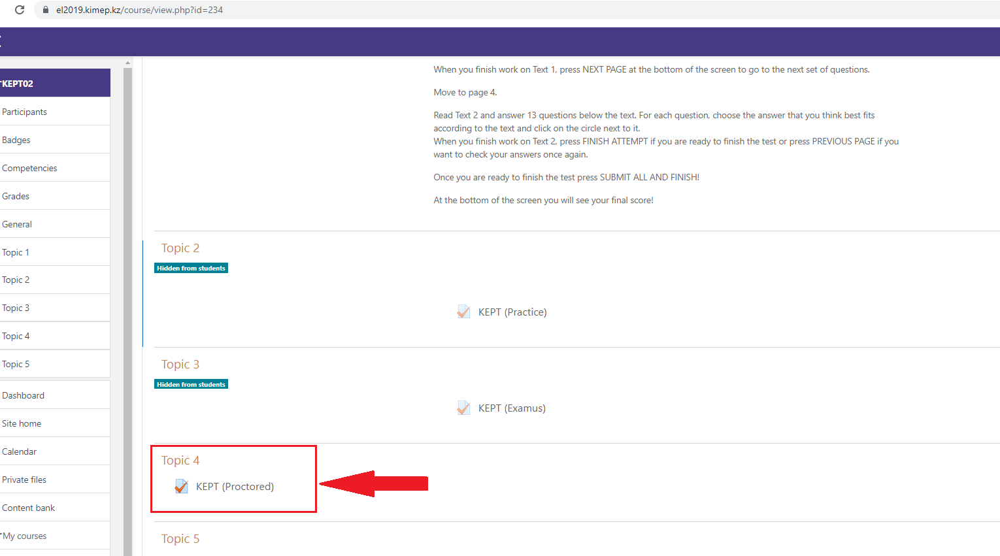 el2019.kimep.kz/course/view.php?id=234
KEPT02
Participants
Badges
Competencies
Grades
General
Topic 1
Topic 2
Topic 3
Topic 4
Topic 5
Dashboard
Site home
Calendar
Private files
Content bank
My courses
When you finish work on Text 1, press NEXT PAGE at the bottom of the screen to go to the next set of questions.
Move to page 4.
Read Text 2 and answer 13 questions below the text. For each question, choose the answer that you think best fits
according to the text and click on the circle next to it.
When you finish work on Text 2, press FINISH ATTEMPT if you are ready to finish the test or press PREVIOUS PAGE if you
want to check your answers once again.
Once you are ready to finish the test press SUBMIT ALL AND FINISH!
At the bottom of the screen you will see your final score!
Topic 2
Hidden from students
KEPT (Practice)
Topic 3
Hidden from students
KEPT (Examus)
Topic 4
KEPT (Proctored)
Topic 5